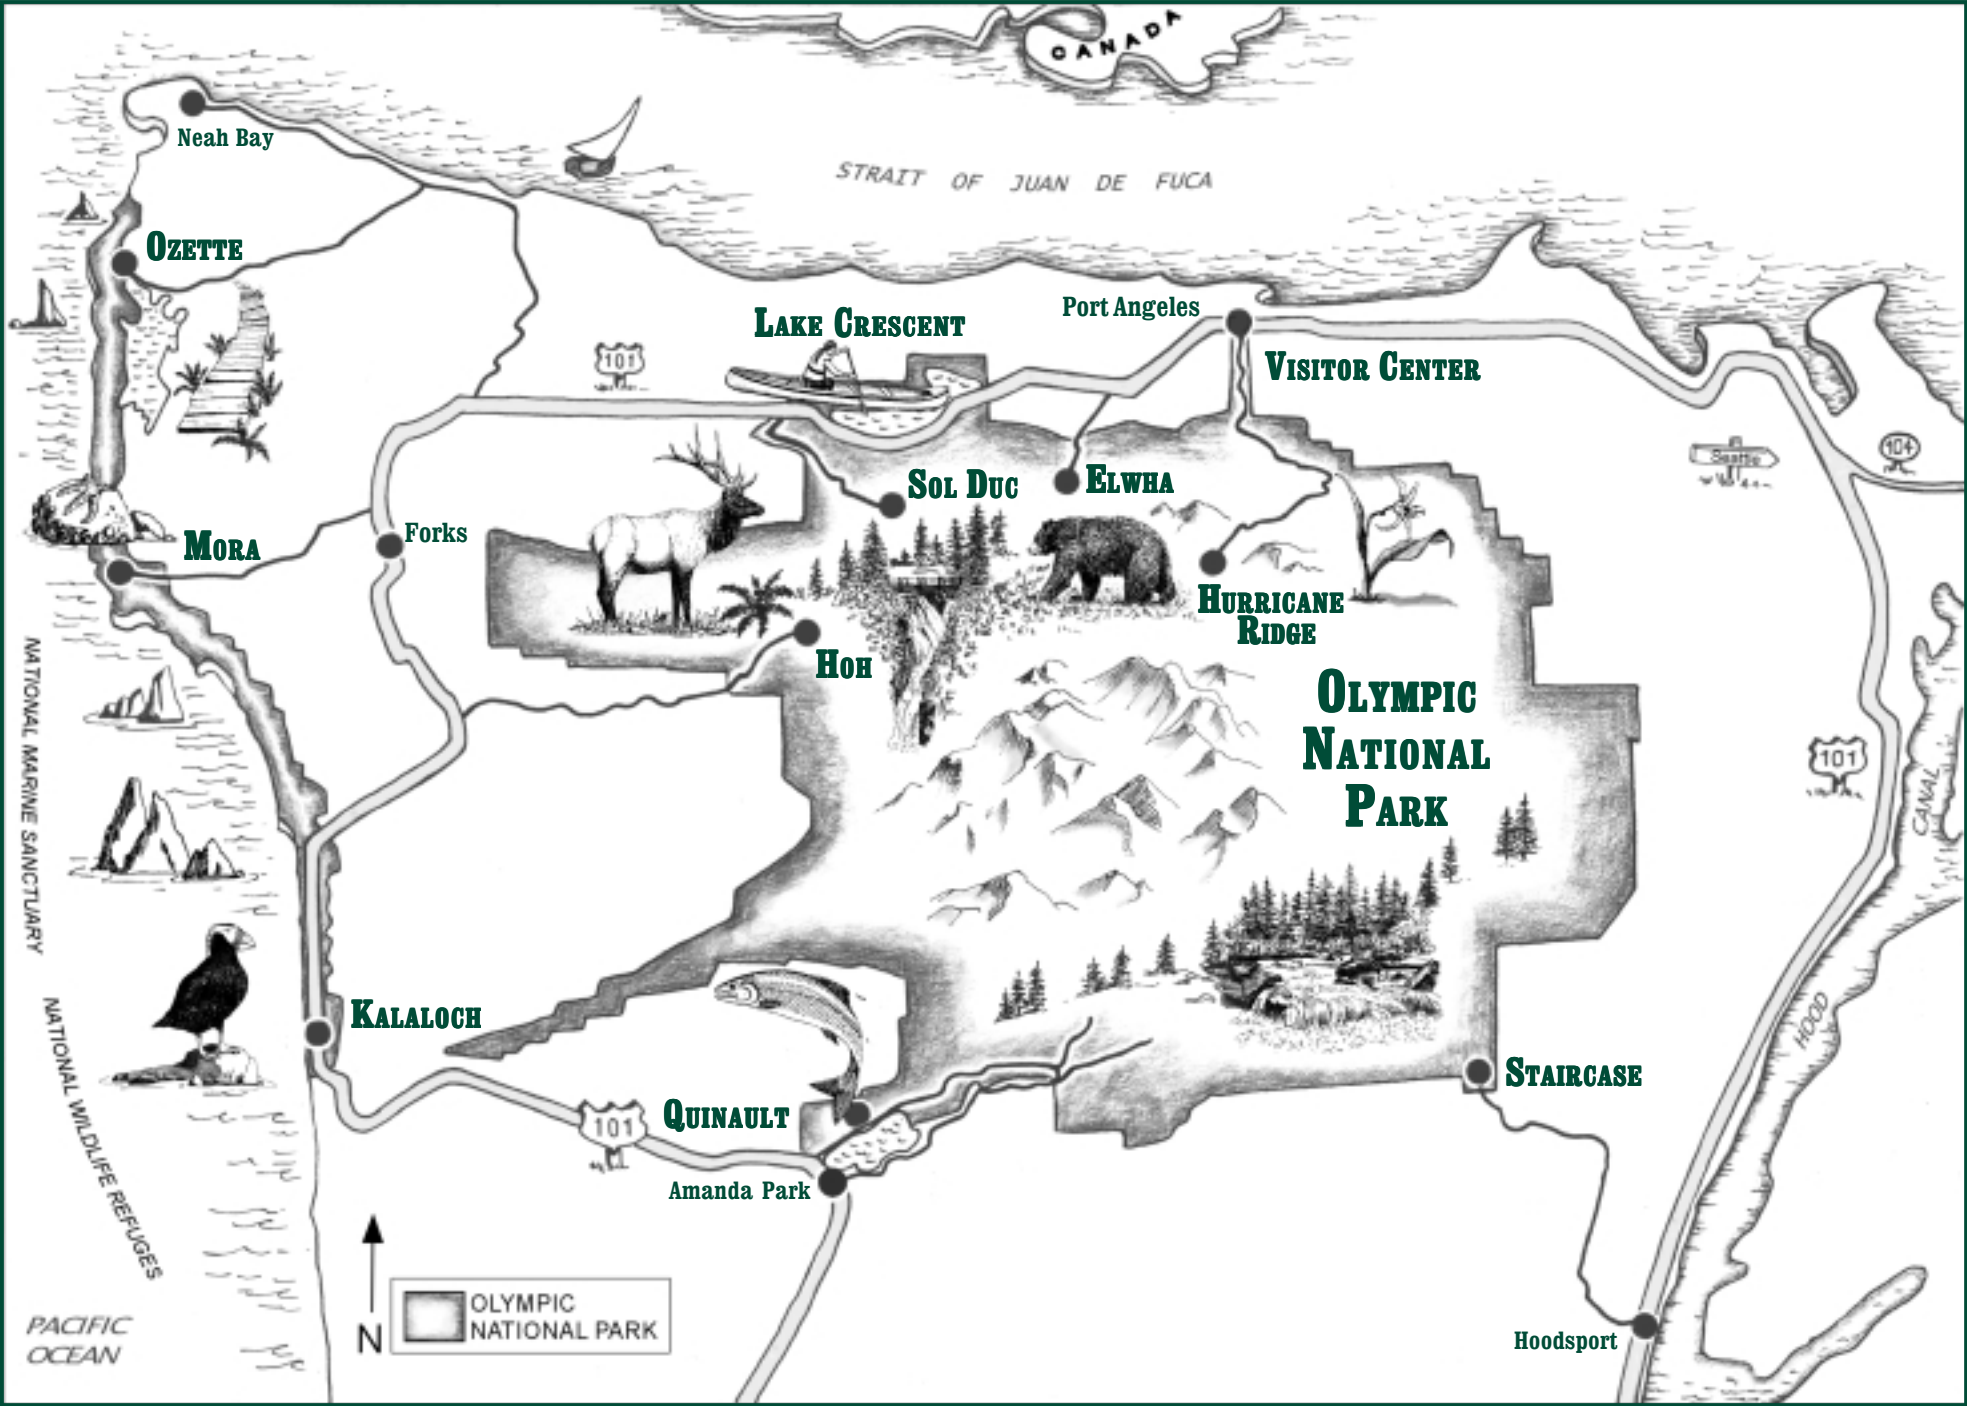 CANADA
Neah Bay
STRAIT OF JUAN DE FUCA
OZETTE
Port Angeles
LAKE CRESCENT
101
VISITOR CENTER
104
Seattle
SOL DUC
ELWHA
Forks
MORA
HURRICANE
RIDGE
HOH
OLYMPIC
NATIONAL
PARK
101
NATIONAL MARINE SANCTUARY
HOOD CANAL
KALALOCH
NATIONAL WILDLIFE REFUGES
STAIRCASE
QUINAULT
101
Amanda Park
OLYMPIC
NATIONAL PARK
N
PACIFIC
OCEAN
Hoodsport